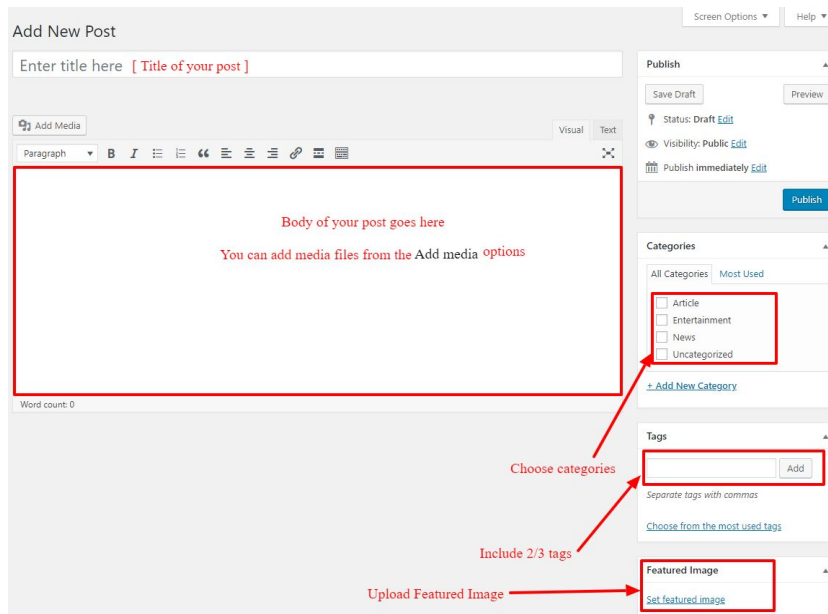 Screen Options ▼
Help ▼
Add New Post
Enter title here [ Title of your post ]
Add Media
Visual
Text
Paragraph ▼ B I
Body of your post goes here
You can add media files from the Add media options
Word count: 0
Publish
Save Draft
Preview
Status: Draft Edit
Visibility: Public Edit
Publish immediately Edit
Publish
Categories
All Categories
Most Used
Article
Entertainment
News
Uncategorized
+ Add New Category
Choose categories
Tags
Add
Separate tags with commas
Choose from the most used tags
Include 2/3 tags
Featured Image
Set featured image
Upload Featured Image